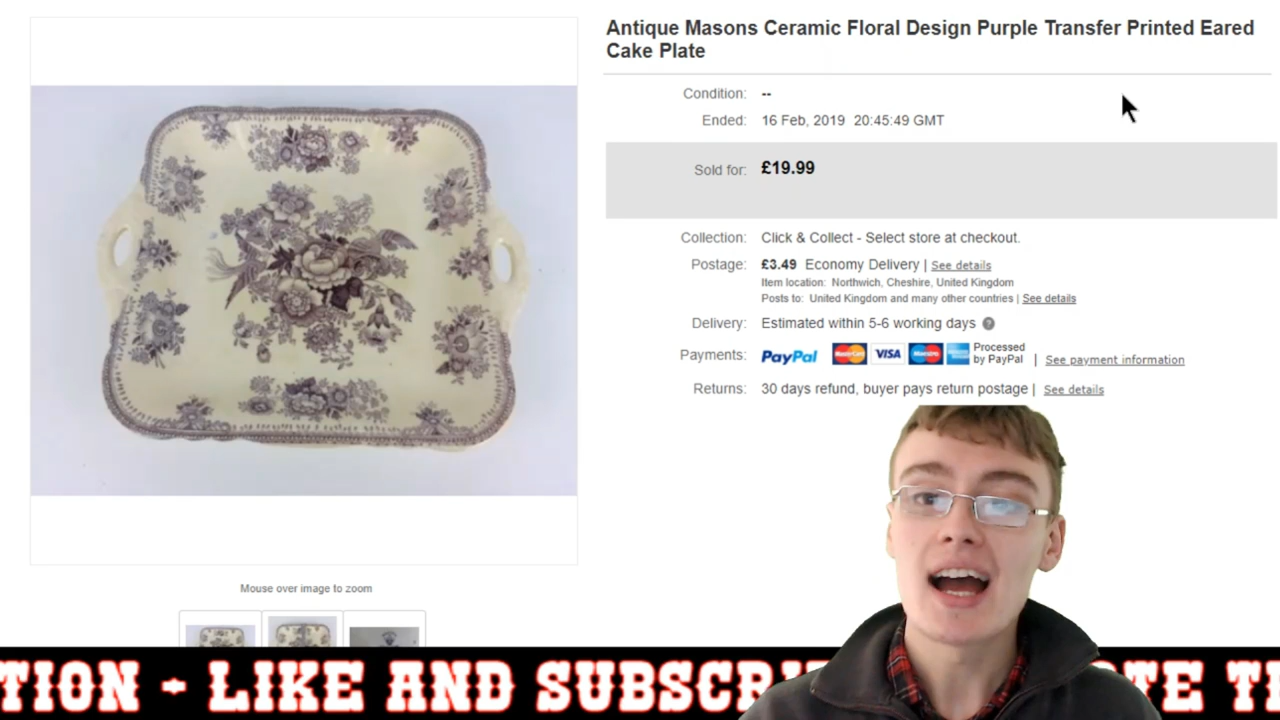 Antique Masons Ceramic Floral Design Purple Transfer Printed Eared
Cake Plate
Condition: --
Ended: 16 Feb, 2019 20:45:49 GMT
Sold for: £19.99
Collection: Click & Collect - Select store at checkout.
Postage: £3.49 Economy Delivery | See details
Item location: Northwich, Cheshire, United Kingdom
Posts to: United Kingdom and many other countries | See details
Delivery: Estimated within 5-6 working days ?
Payments: PayPal MasterCard VISA Maestro Processed
by PayPal | See payment information
Returns: 30 days refund, buyer pays return postage | See details
Mouse over image to zoom
TION - LIKE AND SUBSCR TE T